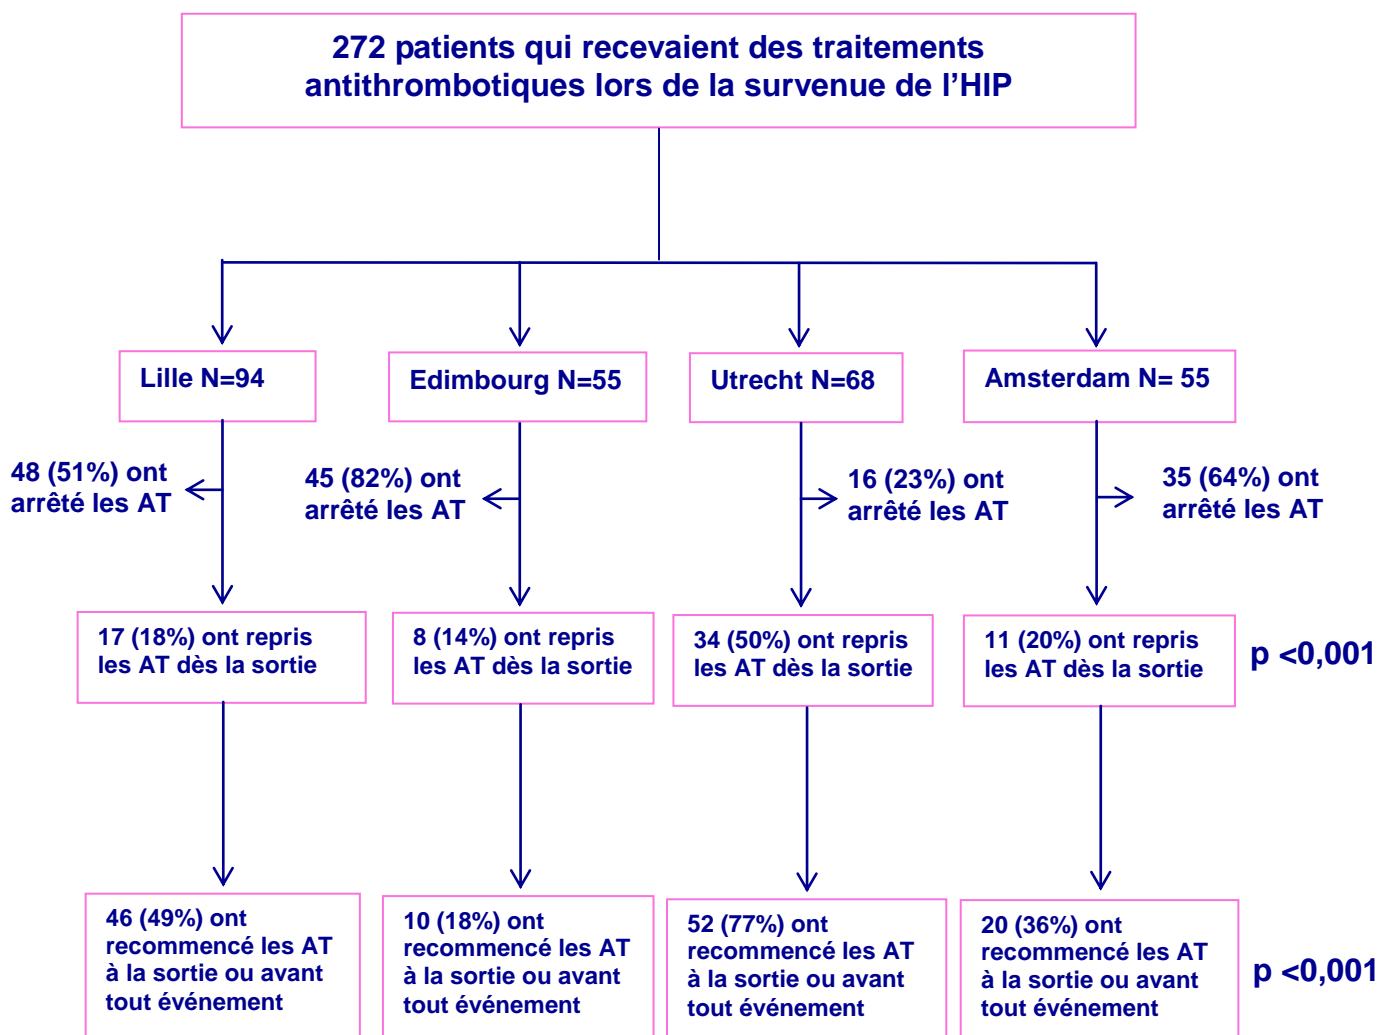 272 patients qui recevaient des traitements
antithrombotiques lors de la survenue de l’HIP
Lille N=94
Edimbourg N=55
Utrecht N=68
Amsterdam N= 55
48 (51%) ont
arrêté les AT
45 (82%) ont
arrêté les AT
16 (23%) ont
arrêté les AT
35 (64%) ont
arrêté les AT
17 (18%) ont repris
les AT dès la sortie
8 (14%) ont repris
les AT dès la sortie
34 (50%) ont repris
les AT dès la sortie
11 (20%) ont repris
les AT dès la sortie
p <0,001
46 (49%) ont
recommencé les AT
à la sortie ou avant
tout événement
10 (18%) ont
recommencé les AT
à la sortie ou avant
tout événement
52 (77%) ont
recommencé les AT
à la sortie ou avant
tout événement
20 (36%) ont
recommencé les AT
à la sortie ou avant
tout événement
p <0,001